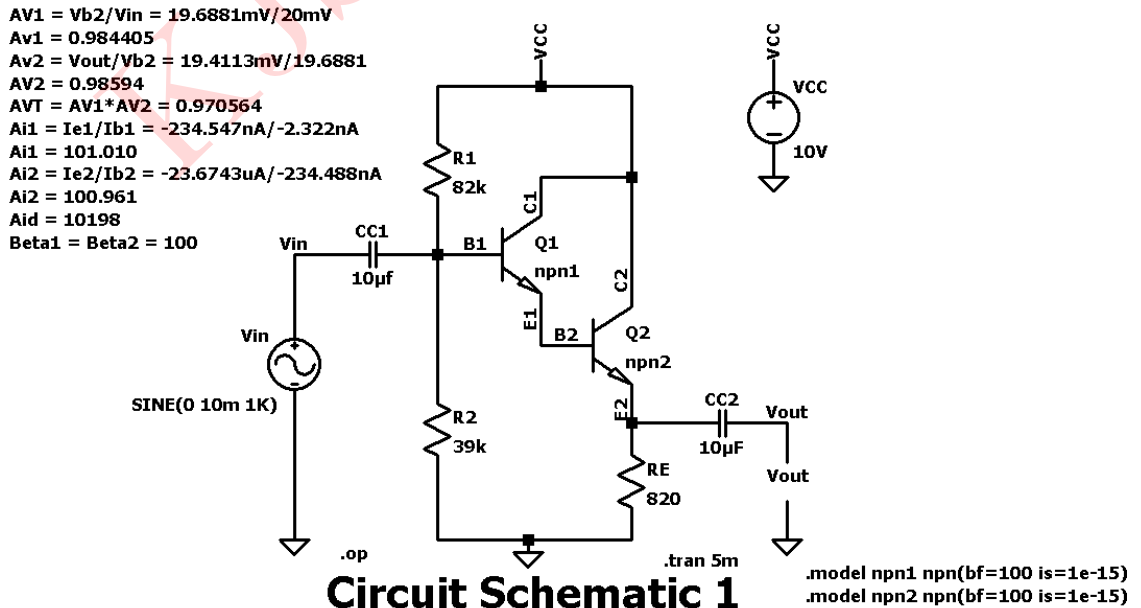 AV1 = Vb2/Vin = 19.6881mV/20mV
Av1 = 0.984405
Av2 = Vout/Vb2 = 19.4113mV/19.6881
AV2 = 0.98594
AVT = AV1*AV2 = 0.970564
Ai1 = Ie1/Ib1 = -234.547nA/-2.322nA
Ai1 = 101.010
Ai2 = Ie2/Ib2 = -23.6743uA/-234.488nA
Ai2 = 100.961
Aid = 10198
Beta1 = Beta2 = 100
VCC
VCC
VCC
10V
R1
82k
C1
Vin
CC1
10µf
B1
Q1
npn1
C2
E1
B2
Q2
npn2
Vin
SINE(0 10m 1K)
R2
39k
E2
CC2
10µF
Vout
Vout
RE
820
.op
.tran 5m
Circuit Schematic 1
.model npn1 npn(bf=100 is=1e-15)
.model npn2 npn(bf=100 is=1e-15)